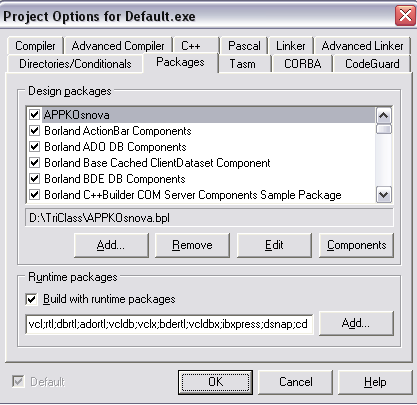 Project Options for Default.exe
Compiler Advanced Compiler C++ Pascal Linker Advanced Linker
Directories/Conditionals Packages Tasm CORBA CodeGuard
Design packages
APPKOsnova
Borland ActionBar Components
Borland ADO DB Components
Borland Base Cached ClientDataset Component
Borland BDE DB Components
Borland C++Builder COM Server Components Sample Package
D:\TriClass\APPKOsnova.bpl
Add... Remove Edit Components
Runtime packages
Build with runtime packages
vcl;rtl;dbrtl;adortl;vcldb;vclx;bdertl;vcldbx;ibxpress;dsnap;cd Add...
Default OK Cancel Help